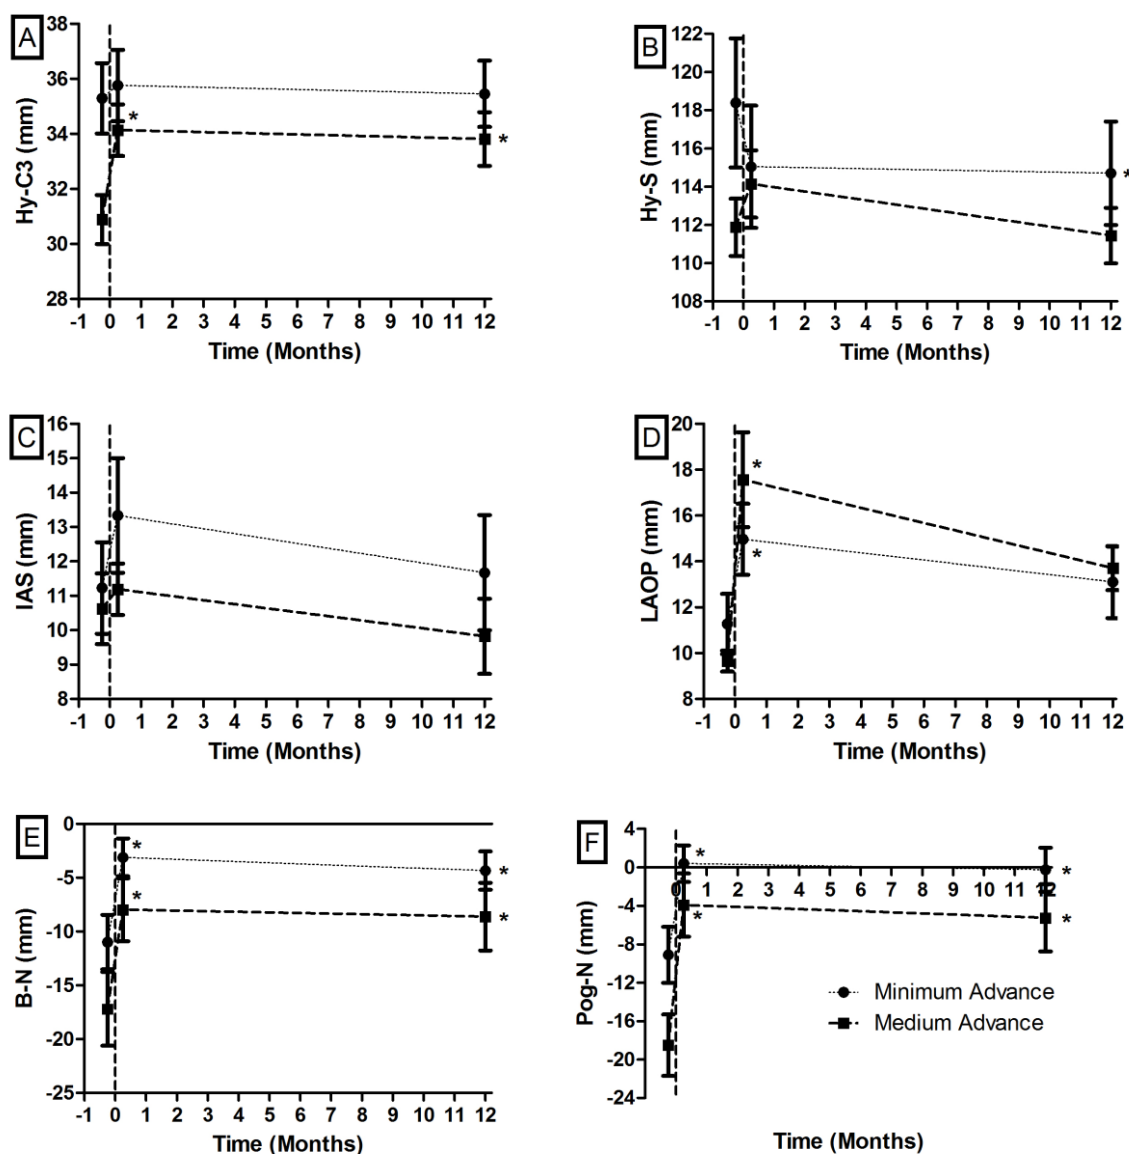 A
Hy-C3 (mm)
38
36
34
32
30
28
*
*
-1 0 1 2 3 4 5 6 7 8 9 10 11 12
Time (Months)
B
Hy-S (mm)
122
120
118
116
114
112
110
108
*
-1 0 1 2 3 4 5 6 7 8 9 10 11 12
Time (Months)
C
IAS (mm)
16
15
14
13
12
11
10
9
8
-1 0 1 2 3 4 5 6 7 8 9 10 11 12
Time (Months)
D
LAOP (mm)
20
18
16
14
12
10
8
*
*
-1 0 1 2 3 4 5 6 7 8 9 10 11 12
Time (Months)
E
B-N (mm)
0
-5
-10
-15
-20
-25
*
*
*
*
-1 0 1 2 3 4 5 6 7 8 9 10 11 12
Time (Months)
F
Pog-N (mm)
4
0
-4
-8
-12
-16
-20
-24
*
*
*
*
0 1 2 3 4 5 6 7 8 9 10 11 12
Minimum Advance
Medium Advance
Time (Months)